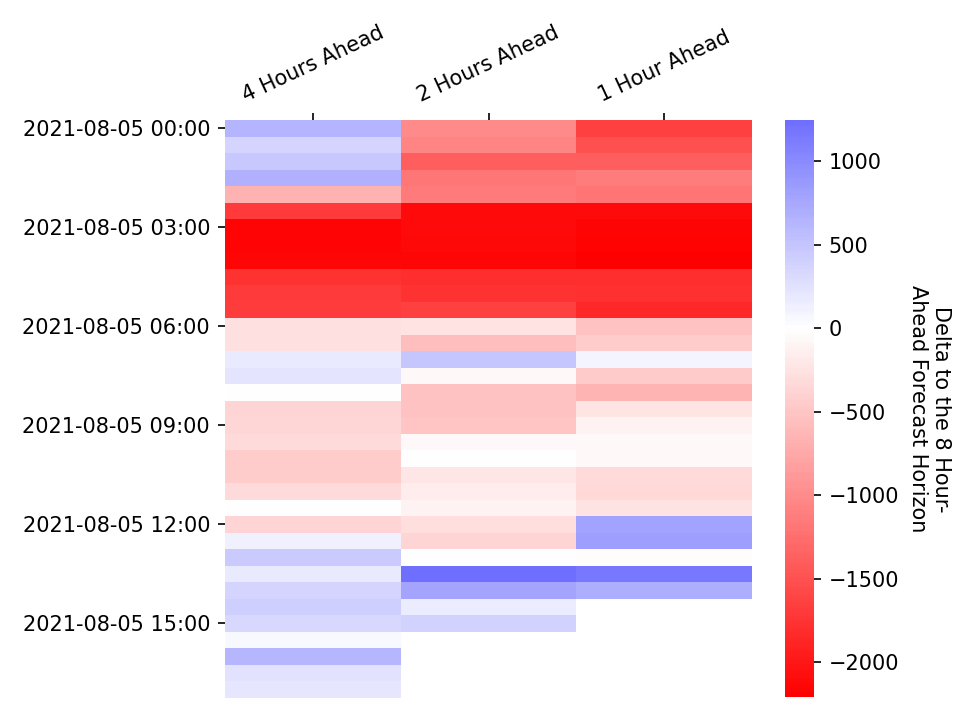 4 Hours Ahead
2 Hours Ahead
1 Hour Ahead
2021-08-05 00:00
2021-08-05 03:00
2021-08-05 06:00
2021-08-05 09:00
2021-08-05 12:00
2021-08-05 15:00
1000
500
0
−500
−1000
−1500
−2000
Delta to the 8 Hour-
Ahead Forecast Horizon